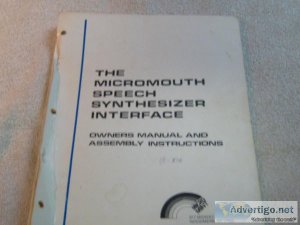 THE
MICROMOUTH
SPEECH
SYNTHESIZER
INTERFACE
OWNERS MANUAL AND
ASSEMBLY INSTRUCTIONS
Advertigo.net